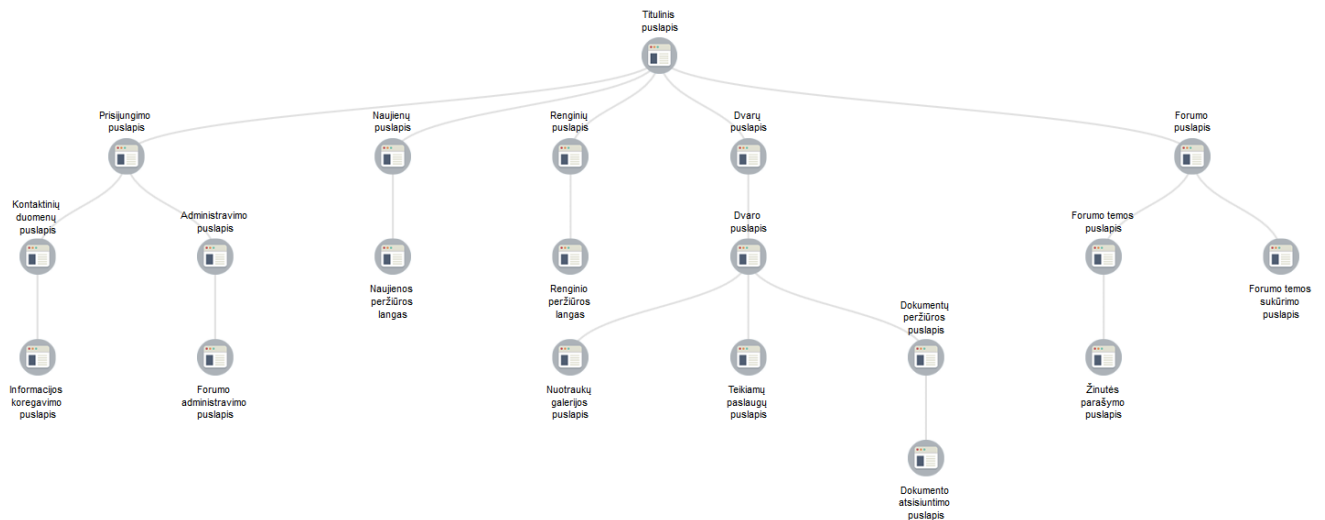 Titulinis
puslapis
Prisijungimo
puslapis
Naujienų
puslapis
Renginių
puslapis
Dvarų
puslapis
Forumo
puslapis
Kontaktinių
duomenų
puslapis
Administravimo
puslapis
Dvaro
puslapis
Forumo temos
puslapis
Naujienos
peržiūros
langas
Renginio
peržiūros
langas
Dokumentų
peržiūros
puslapis
Forumo temos
sukūrimo
puslapis
Informacijos
koregavimo
puslapis
Forumo
administravimo
puslapis
Nuotraukų
galerijos
puslapis
Teikiamų
paslaugų
puslapis
Žinutės
parašymo
puslapis
Dokumento
atsisiuntimo
puslapis